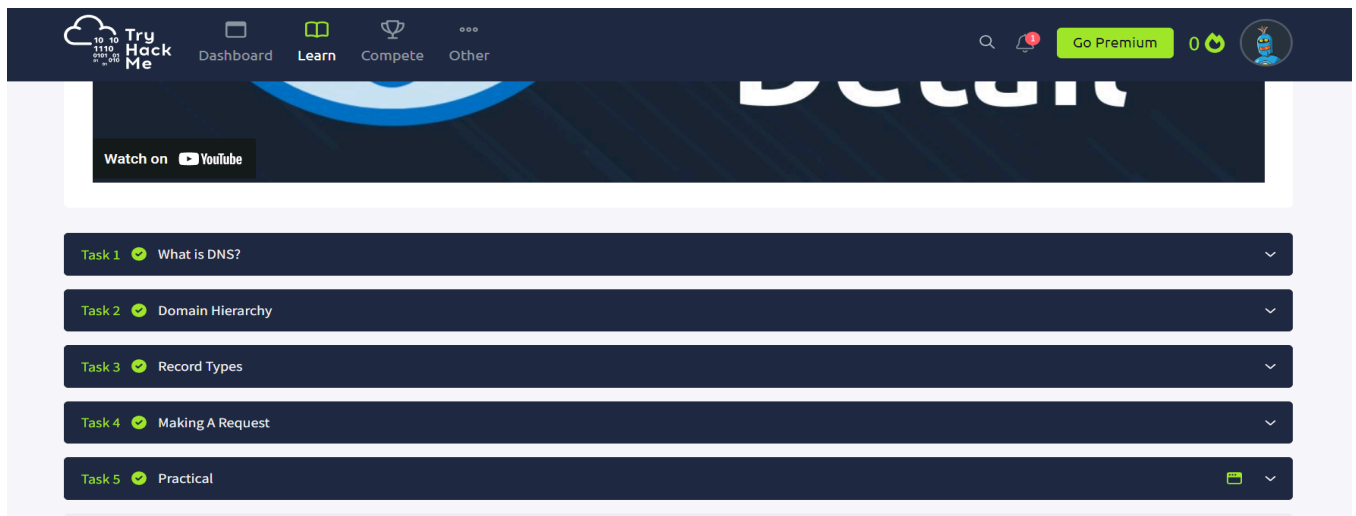 Try
Hack
Me
Dashboard
Learn
Compete
Other
1
Go Premium
0
Detail
Watch on YouTube
Task 1 What is DNS?
Task 2 Domain Hierarchy
Task 3 Record Types
Task 4 Making A Request
Task 5 Practical